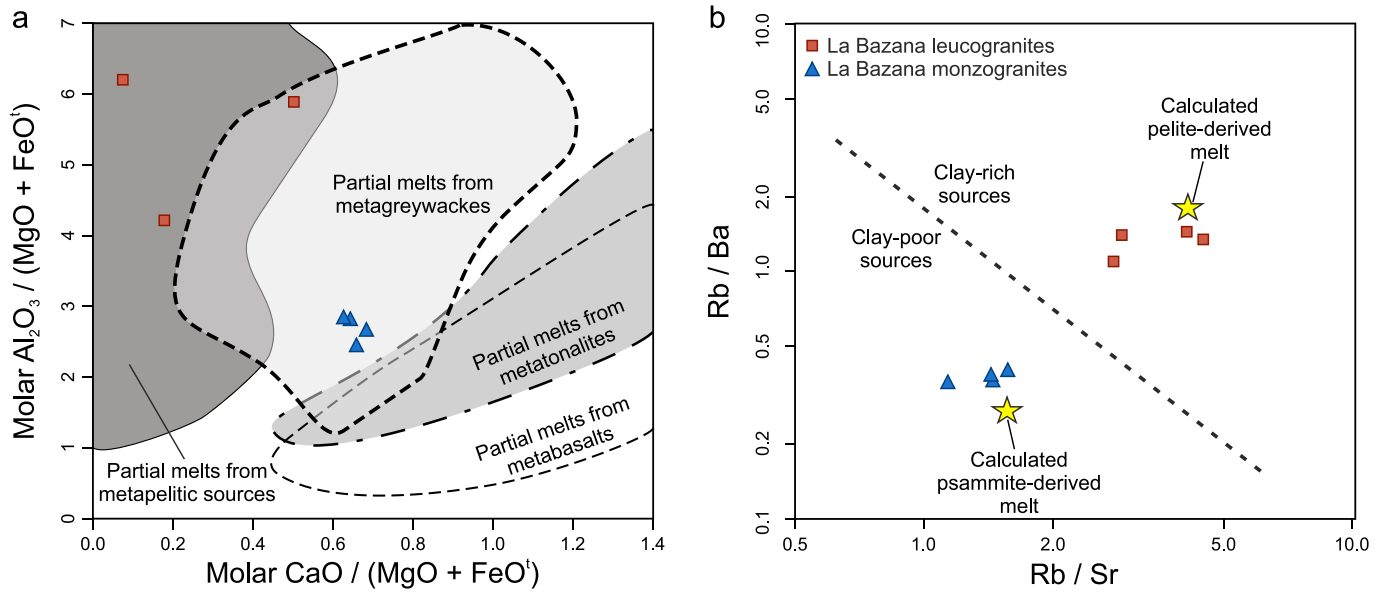 a
7
6
5
4
3
2
1
0
Molar Al₂O₃ / (MgO + FeOᵗ)
Partial melts from
metagreywackes
Partial melts from
metatonalites
Partial melts from
metabasalts
Partial melts from
metapelitic sources
0.0 0.2 0.4 0.6 0.8 1.0 1.2 1.4
Molar CaO / (MgO + FeOᵗ)
b
10.0
5.0
2.0
1.0
0.5
0.2
0.1
Rb / Ba
La Bazana leucogranites
La Bazana monzogranites
Calculated
pelite-derived
melt
Clay-rich
sources
Clay-poor
sources
Calculated
psammite-derived
melt
0.5 1.0 2.0 5.0 10.0
Rb / Sr